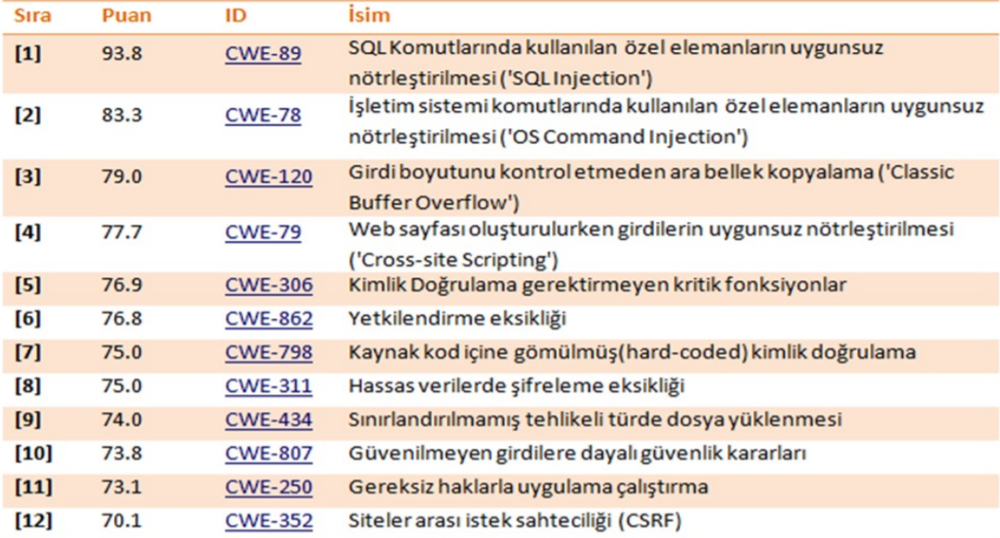 Sıra Puan ID İsim
[1] 93.8 CWE-89 SQL Komutlarında kullanılan özel elemanların uygunsuz
nötrleştirilmesi ('SQL Injection')
[2] 83.3 CWE-78 İşletim sistemi komutlarında kullanılan özel elemanların uygunsuz
nötrleştirilmesi ('OS Command Injection')
[3] 79.0 CWE-120 Girdi boyutunu kontrol etmeden ara bellek kopyalama ('Classic
Buffer Overflow')
[4] 77.7 CWE-79 Web sayfası oluşturulurken girdilerin uygunsuz nötrleştirilmesi
('Cross-site Scripting')
[5] 76.9 CWE-306 Kimlik Doğrulama gerektirmeyen kritik fonksiyonlar
[6] 76.8 CWE-862 Yetkilendirme eksikliği
[7] 75.0 CWE-798 Kaynak kod içine gömülmüş(hard-coded) kimlik doğrulama
[8] 75.0 CWE-311 Hassas verilerde şifreleme eksikliği
[9] 74.0 CWE-434 Sınırlandırılmamış tehlikeli türde dosya yüklenmesi
[10] 73.8 CWE-807 Güvenilmeyen girdilere dayalı güvenlik kararları
[11] 73.1 CWE-250 Gereksiz haklarla uygulama çalıştırma
[12] 70.1 CWE-352 Siteler arası istek sahteciliği (CSRF)